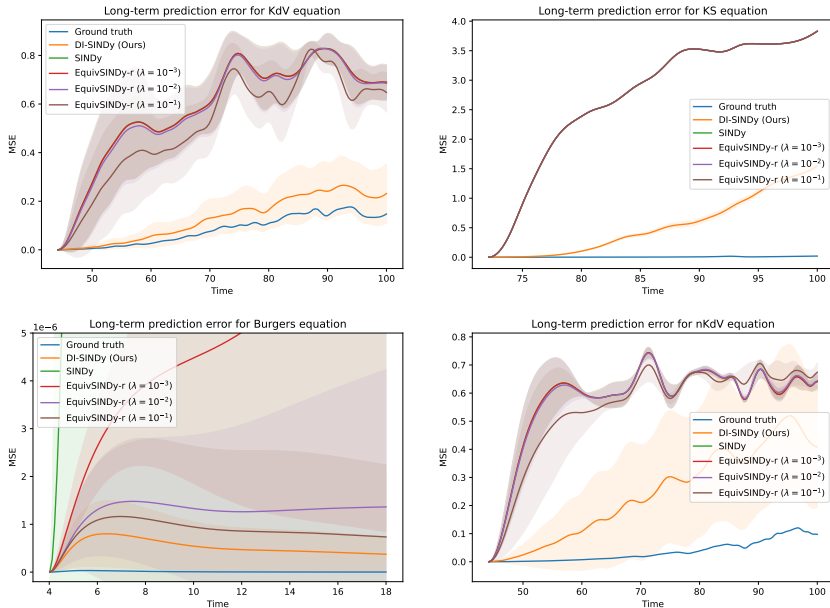 Long-term prediction error for KdV equation
Ground truth
DI-SINDy (Ours)
SINDy
EquivSINDy-r (λ = 10⁻³)
EquivSINDy-r (λ = 10⁻²)
EquivSINDy-r (λ = 10⁻¹)
MSE
0.8
0.6
0.4
0.2
0.0
50 60 70 80 90 100
Time
Long-term prediction error for KS equation
Ground truth
DI-SINDy (Ours)
SINDy
EquivSINDy-r (λ = 10⁻³)
EquivSINDy-r (λ = 10⁻²)
EquivSINDy-r (λ = 10⁻¹)
MSE
4.0
3.5
3.0
2.5
2.0
1.5
1.0
0.5
0.0
75 80 85 90 95 100
Time
Long-term prediction error for Burgers equation
1e−6
Ground truth
DI-SINDy (Ours)
SINDy
EquivSINDy-r (λ = 10⁻³)
EquivSINDy-r (λ = 10⁻²)
EquivSINDy-r (λ = 10⁻¹)
MSE
5
4
3
2
1
0
4 6 8 10 12 14 16 18
Time
Long-term prediction error for nKdV equation
Ground truth
DI-SINDy (Ours)
SINDy
EquivSINDy-r (λ = 10⁻³)
EquivSINDy-r (λ = 10⁻²)
EquivSINDy-r (λ = 10⁻¹)
MSE
0.8
0.7
0.6
0.5
0.4
0.3
0.2
0.1
0.0
50 60 70 80 90 100
Time